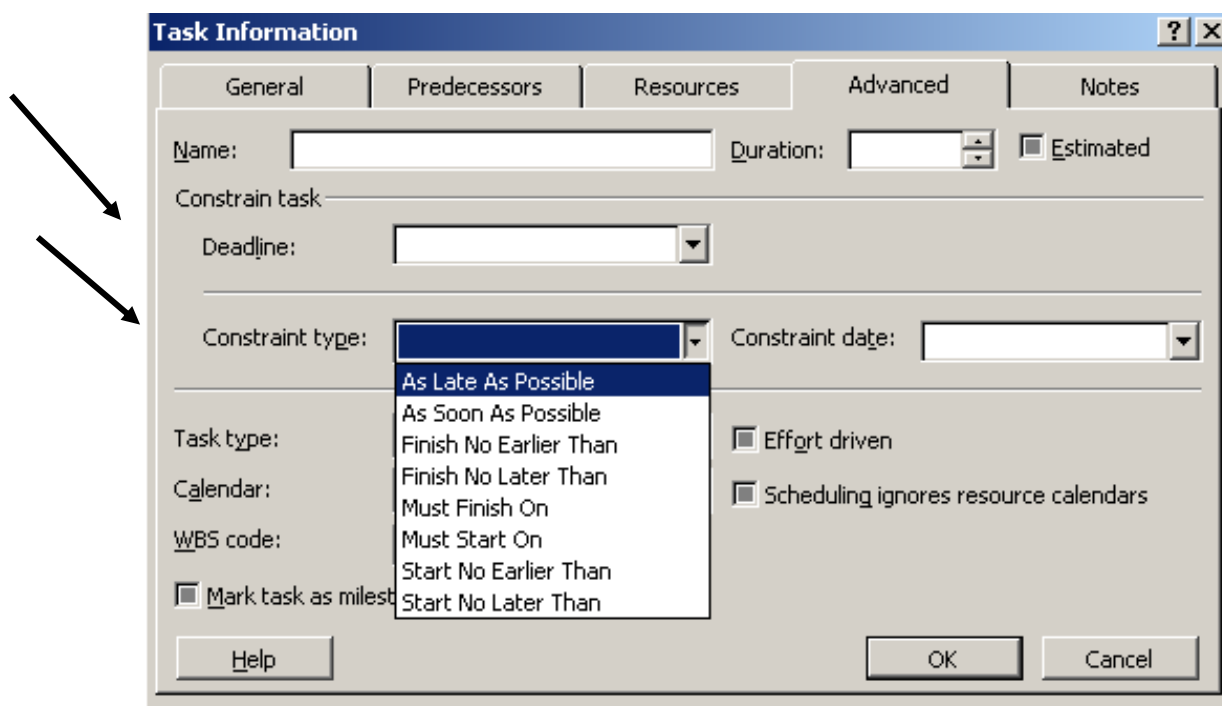 Task Information
General Predecessors Resources Advanced Notes
Name: Duration: Estimated
Constrain task
Deadline:
Constraint type: Constraint date:
As Late As Possible
As Soon As Possible
Task type: Finish No Earlier Than Effort driven
Finish No Later Than
Calendar: Must Finish On Scheduling ignores resource calendars
WBS code: Must Start On
Start No Earlier Than
Mark task as milest Start No Later Than
Help OK Cancel